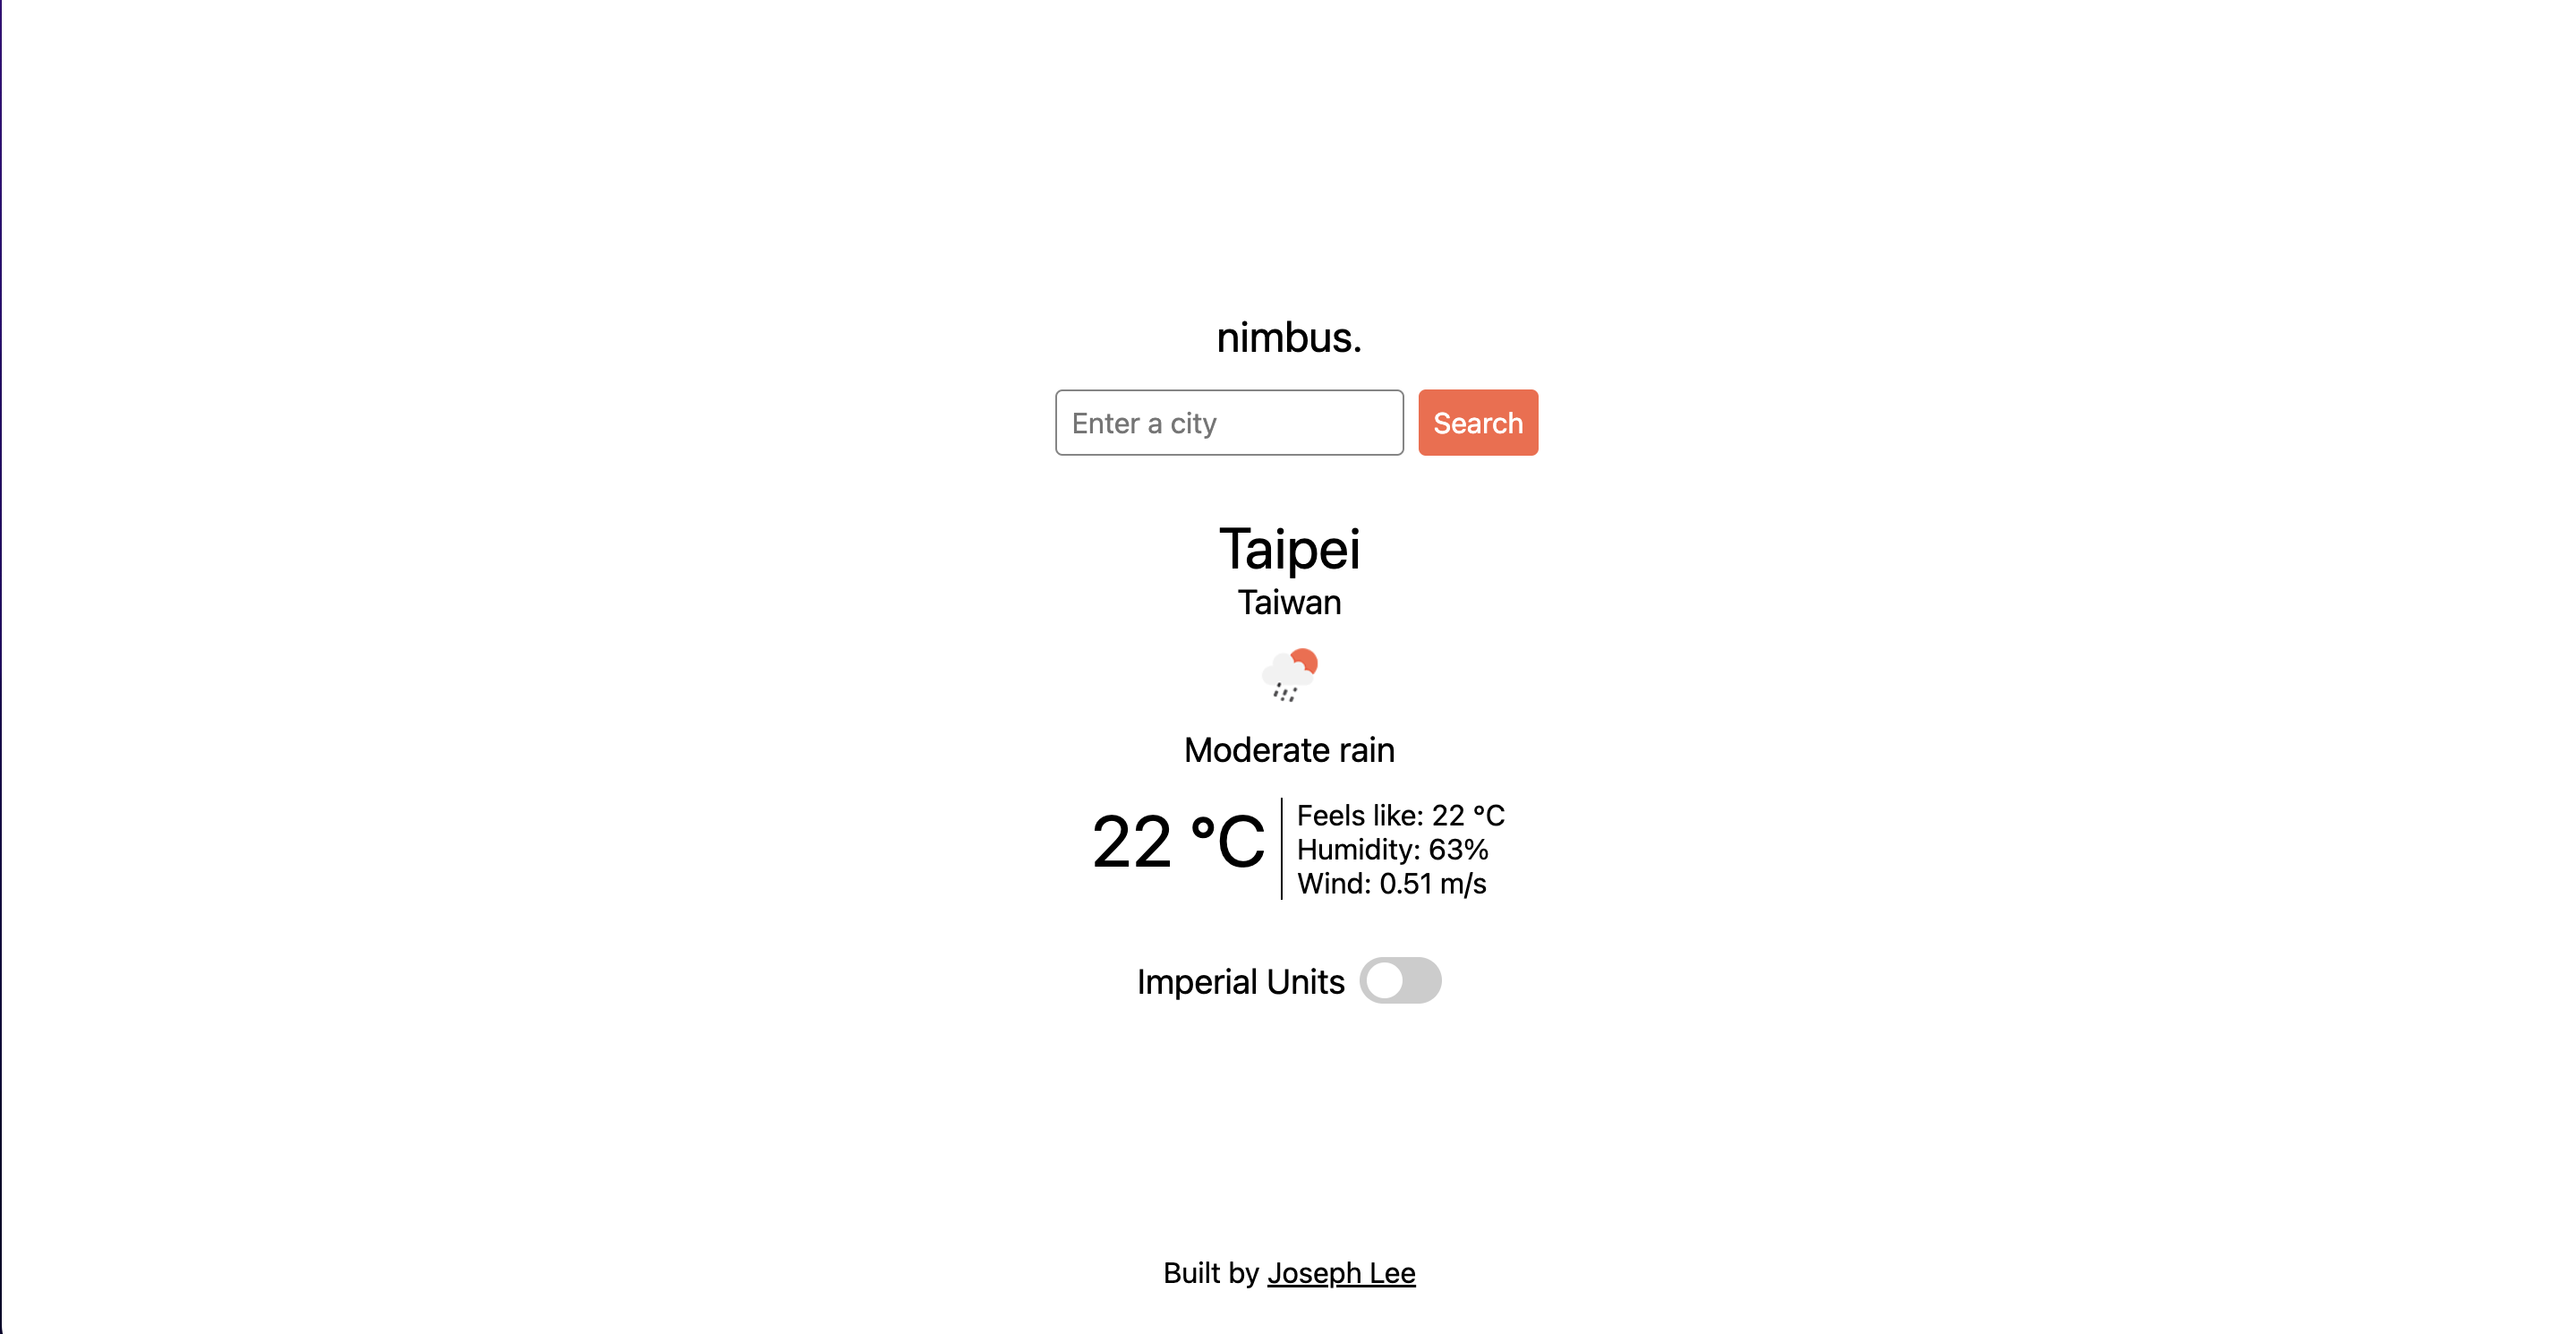 nimbus.
Enter a city
Search
Taipei
Taiwan
Moderate rain
22 °C
Feels like: 22 °C
Humidity: 63%
Wind: 0.51 m/s
Imperial Units
Built by Joseph Lee